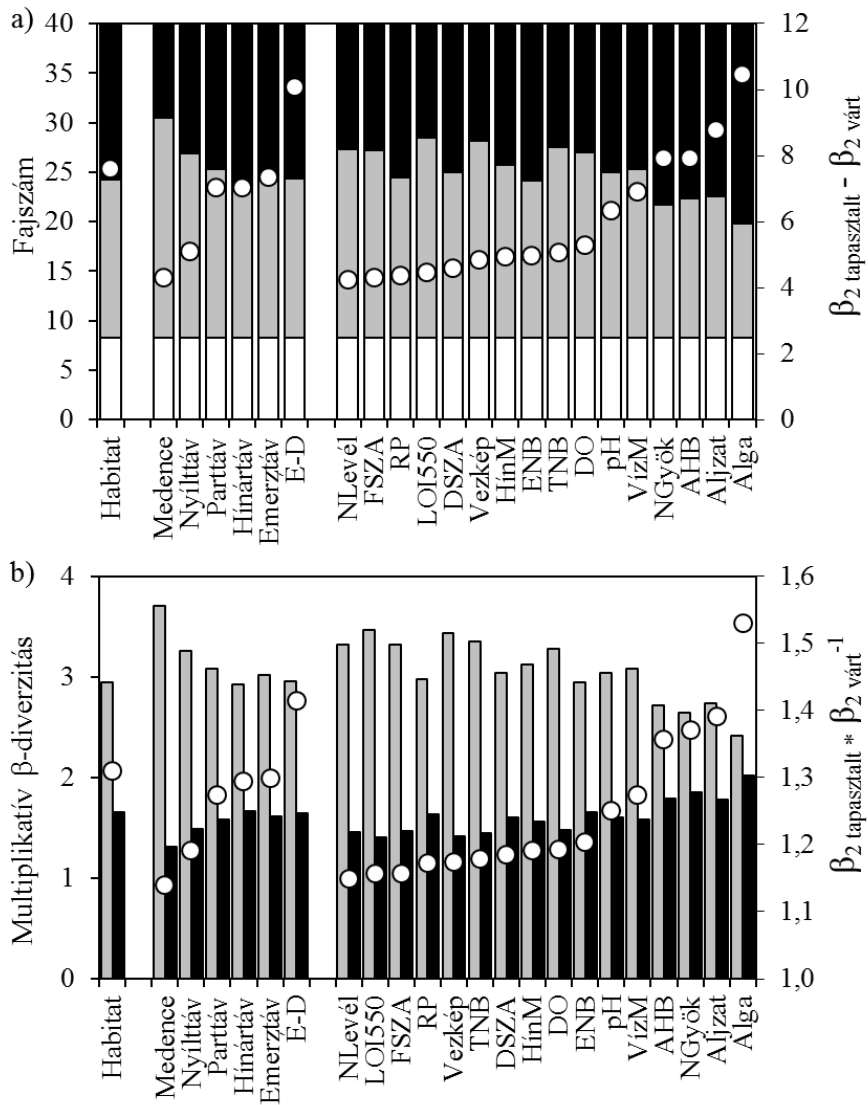 a)
40
35
30
25
20
15
10
5
0
Fajszám
12
10
8
6
4
2
0
β2 tapasztalt − β2 várt
Habitat
Medence
Nyílttáv
Parttáv
Hínártáv
Emerztáv
E-D
NLevél
FSZA
RP
LOI550
DSZA
Vezkép
HínM
ENB
TNB
DO
pH
VízM
NGyök
AHB
Aljzat
Alga
b)
4
3
2
1
0
Multiplikatív β-diverzitás
1,6
1,5
1,4
1,3
1,2
1,1
1,0
β2 tapasztalt * β2 várt -1
Habitat
Medence
Nyílttáv
Parttáv
Hínártáv
Emerztáv
E-D
NLevél
LOI550
FSZA
RP
Vezkép
TNB
DSZA
HínM
DO
ENB
pH
VízM
AHB
NGyök
Aljzat
Alga